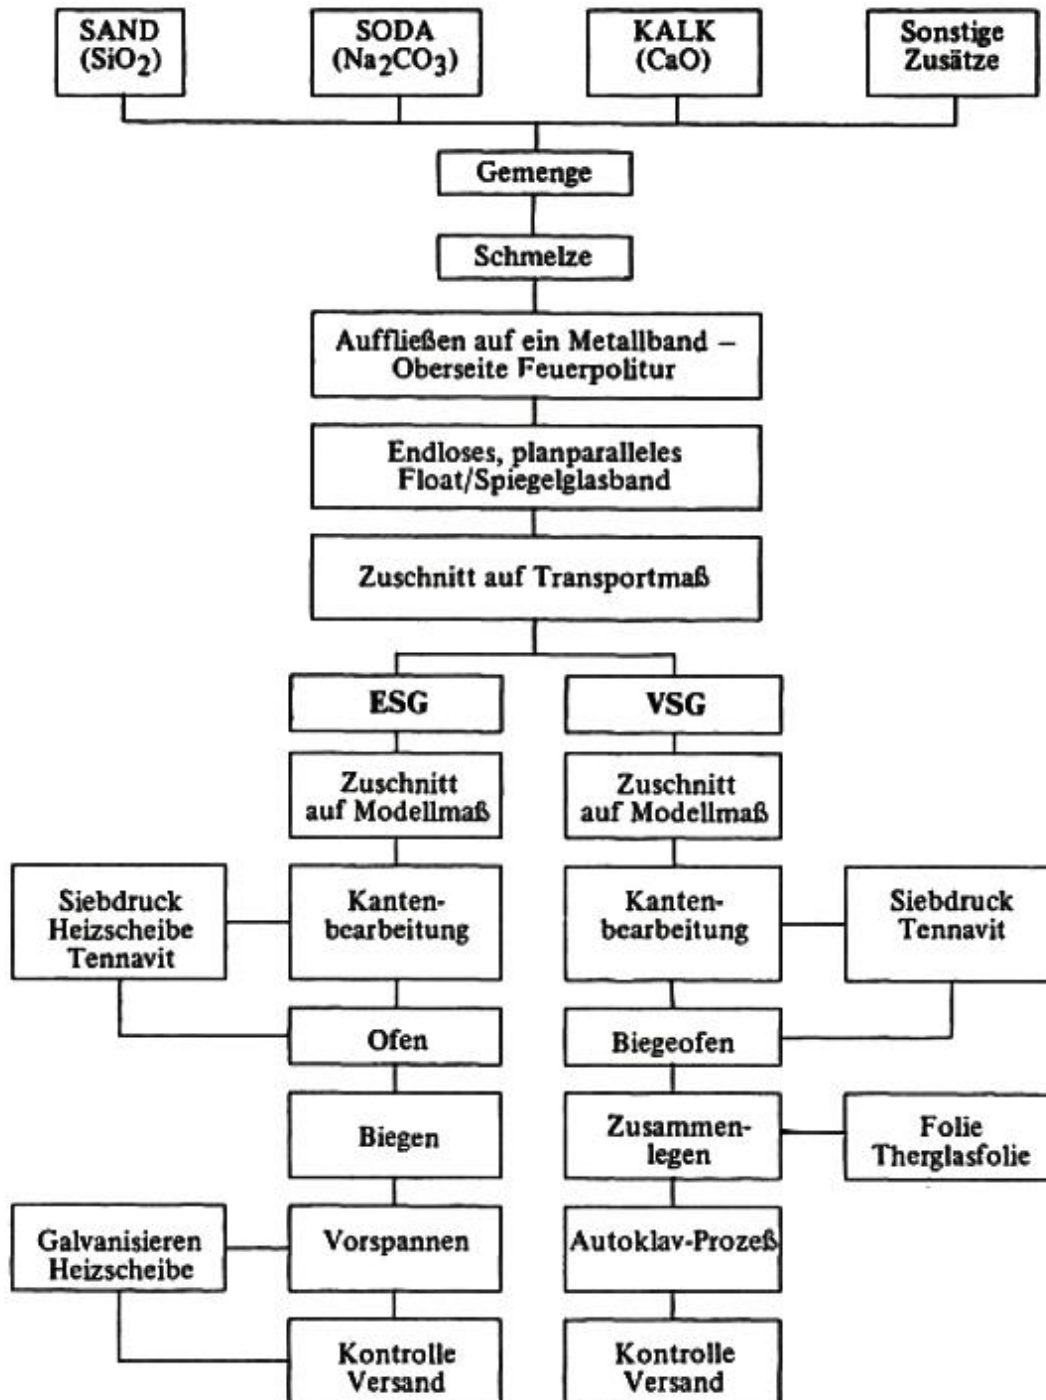 SAND
(SiO2)
SODA
(Na2CO3)
KALK
(CaO)
Sonstige
Zusätze
Gemenge
Schmelze
Auffließen auf ein Metallband –
Oberseite Feuerpolitur
Endloses, planparalleles
Float/Spiegelglasband
Zuschnitt auf Transportmaß
ESG
VSG
Zuschnitt
auf Modellmaß
Zuschnitt
auf Modellmaß
Siebdruck
Heizscheibe
Tennavit
Kanten-
bearbeitung
Kanten-
bearbeitung
Siebdruck
Tennavit
Ofen
Biegeofen
Biegen
Zusammen-
legen
Folie
Therglasfolie
Galvanisieren
Heizscheibe
Vorspannen
Autoklav-Prozeß
Kontrolle
Versand
Kontrolle
Versand